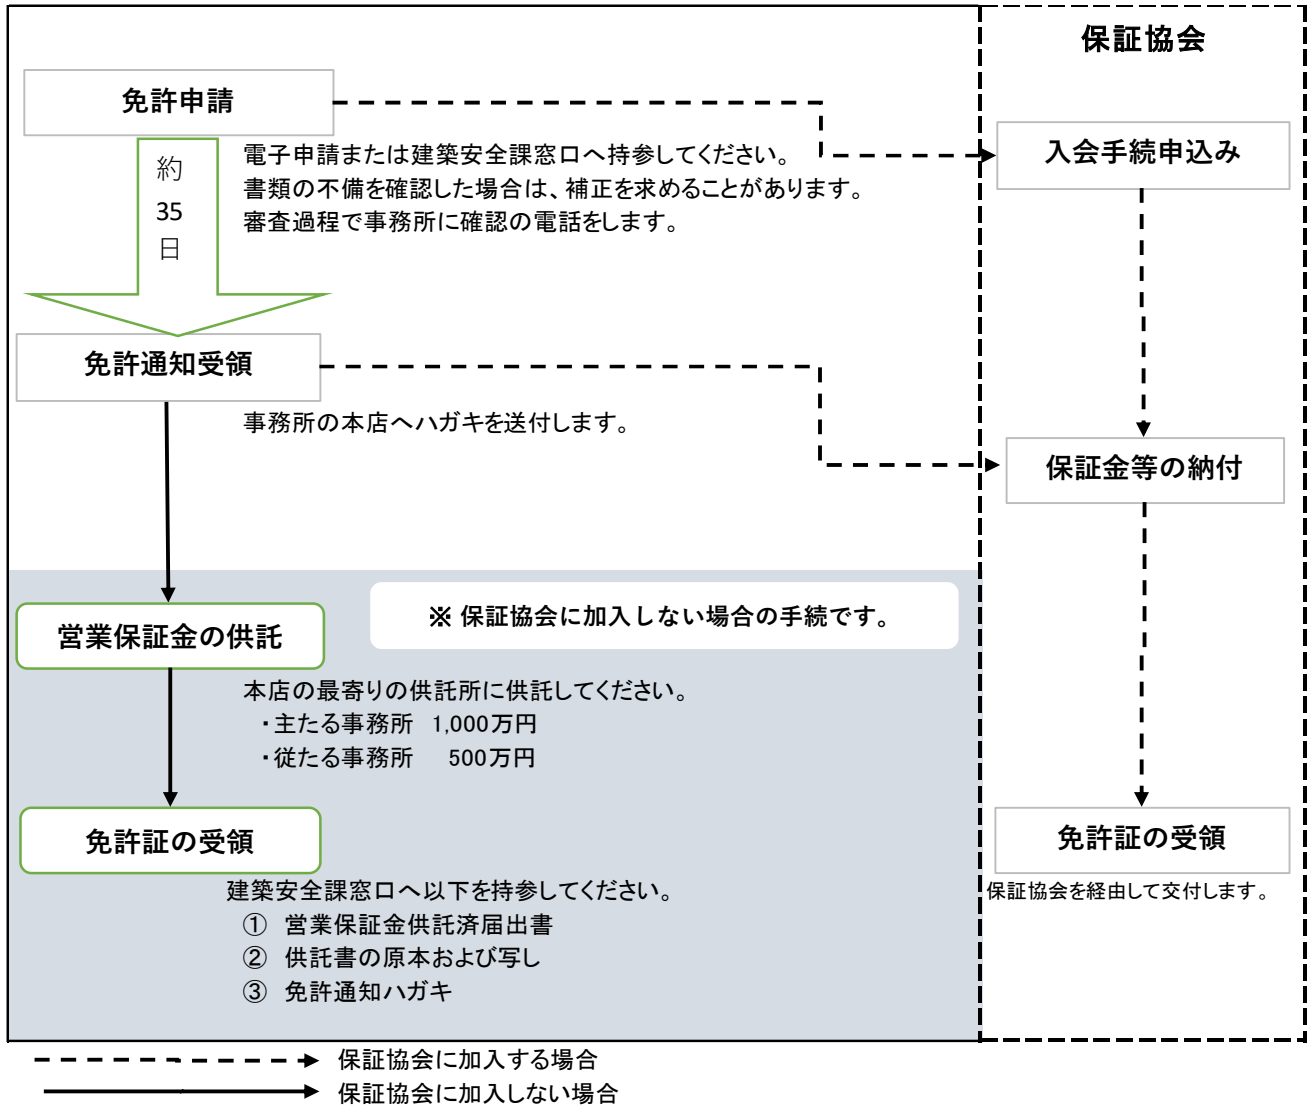 保証協会
免許申請
約
35
日
電子申請または建築安全課窓口へ持参してください。
書類の不備を確認した場合は、補正を求めることがあります。
審査過程で事務所に確認の電話をします。
入会手続申込み
免許通知受領
事務所の本店へハガキを送付します。
保証金等の納付
※ 保証協会に加入しない場合の手続です。
営業保証金の供託
本店の最寄りの供託所に供託してください。
・主たる事務所 1,000万円
・従たる事務所 500万円
免許証の受領
建築安全課窓口へ以下を持参してください。
① 営業保証金供託済届出書
② 供託書の原本および写し
③ 免許通知ハガキ
免許証の受領
保証協会を経由して交付します。
保証協会に加入する場合
保証協会に加入しない場合